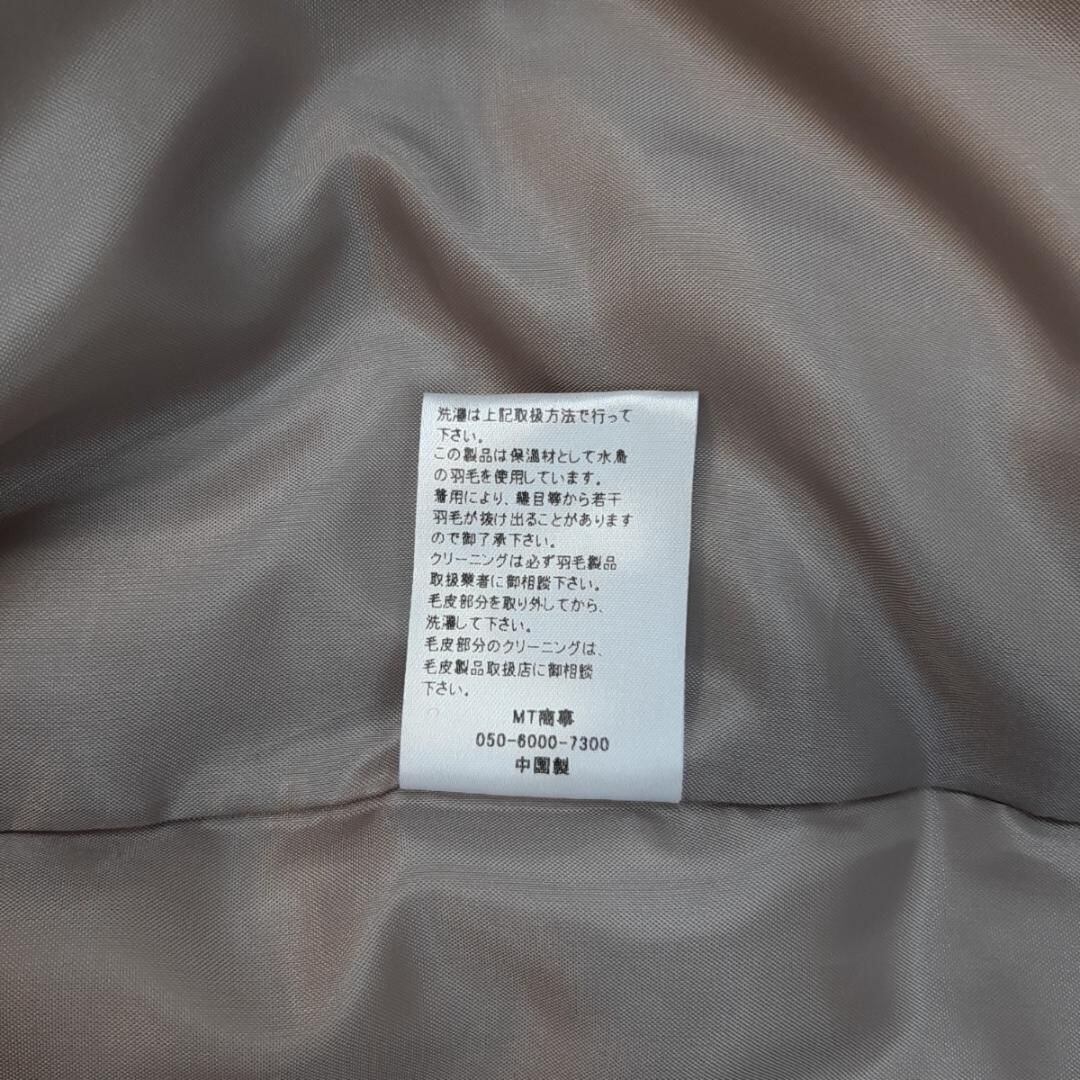 洗濯は上記取扱方法で行って
下さい。
この製品は保温材として水鳥
の羽毛を使用しています。
着用により、縫目等から若干
羽毛が抜け出ることがあります
ので御了承下さい。
クリーニングは必ず羽毛製品
取扱業者に御相談下さい。
毛皮部分を取り外してから、
洗濯して下さい。
毛皮部分のクリーニングは、
毛皮製品取扱店に御相談
下さい。
MT商事
050-6000-7300
中国製